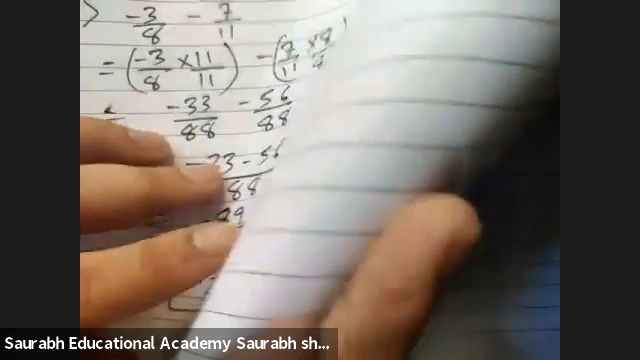 -3/8 - 7/11
= (-3/8 × 11/11) - (7/11 × 8
-33/88 - 56/88
-33 - 56
88
89
Saurabh Educational Academy Saurabh sh...